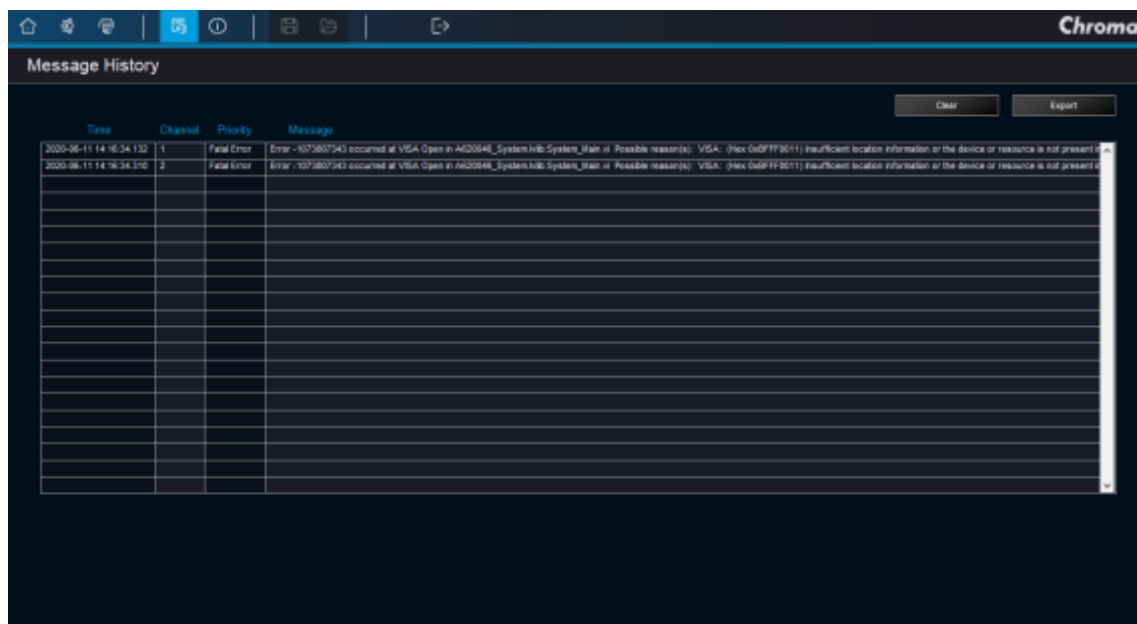 Chroma
Message History
Clear Export
Time Channel Priority Message
2020-06-11 14:16:34.132 1 Fatal Error Error -1073807343 occurred at VISA Open in A620046_System.lvlib:System_Main.vi Possible reason(s): VISA: (Hex 0xBFFF0011) Insufficient location information or the device or resource is not present
2020-06-11 14:16:34.310 2 Fatal Error Error -1073807343 occurred at VISA Open in A620046_System.lvlib:System_Main.vi Possible reason(s): VISA: (Hex 0xBFFF0011) Insufficient location information or the device or resource is not present